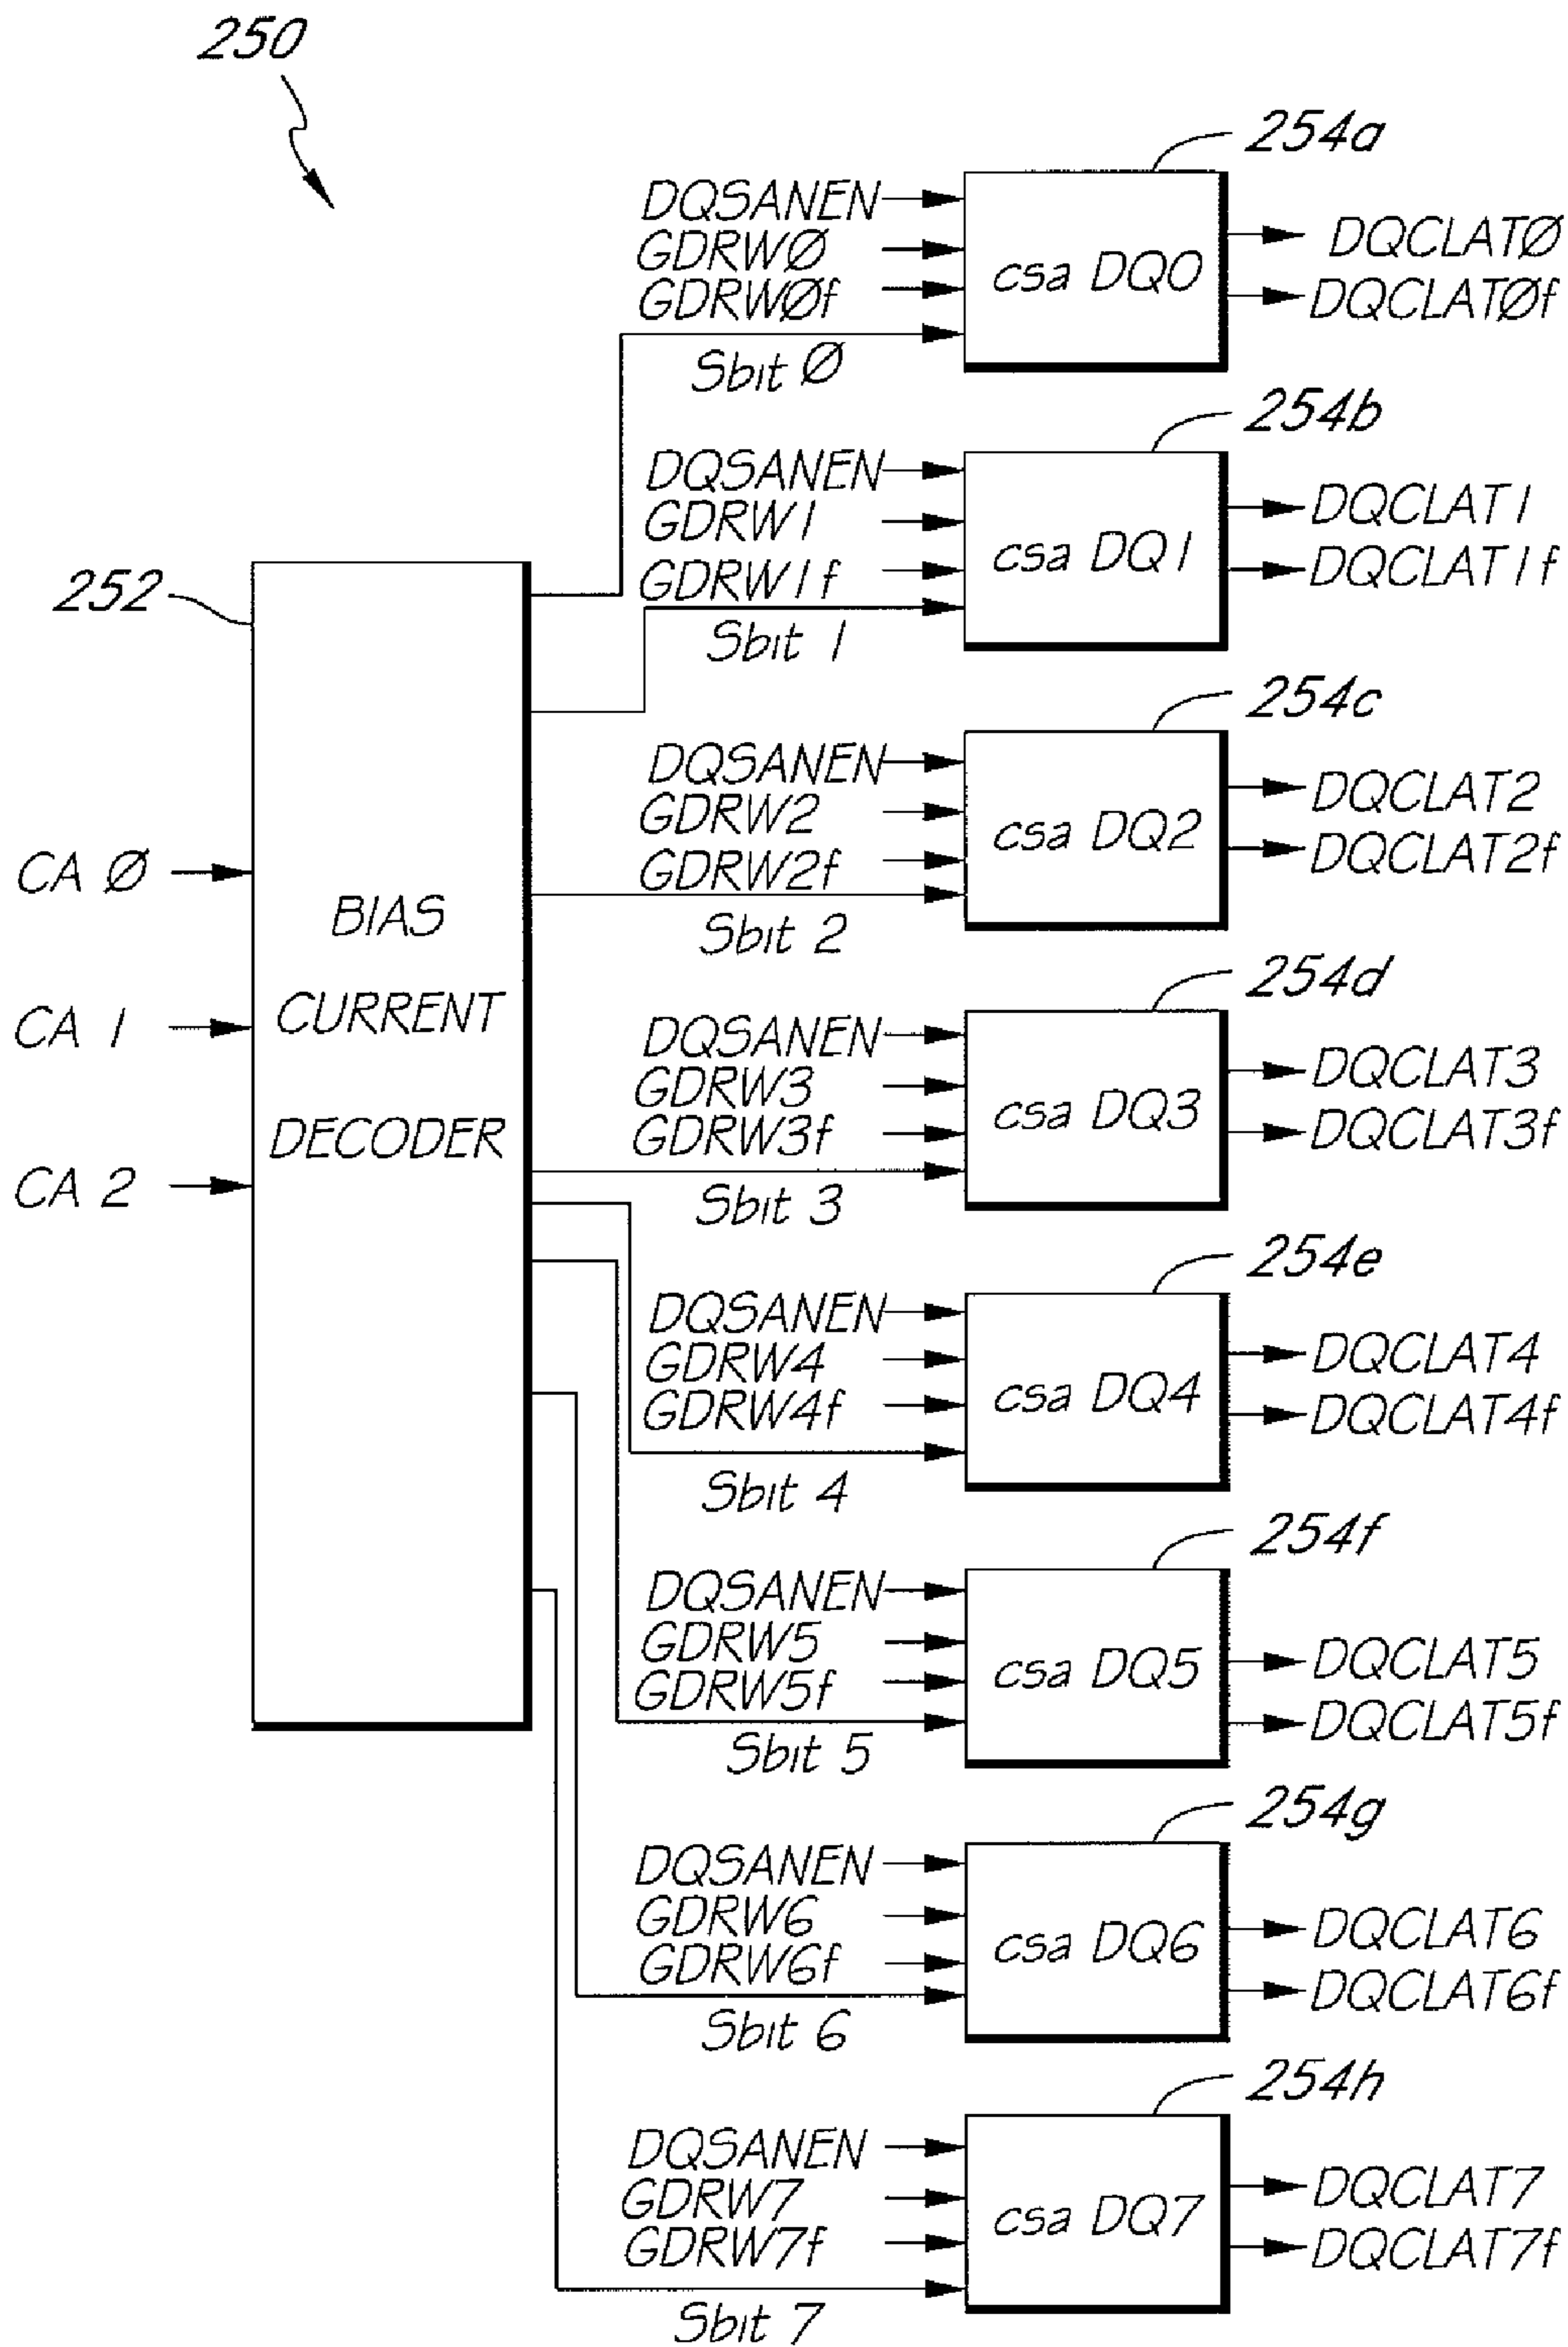 250
254a
DQSANEN
GDRWØ
GDRWØf
Sbit Ø
csa DQ0
DQCLATØ
DQCLATØf
254b
DQSANEN
GDRW1
GDRW1f
Sbit 1
csa DQ1
DQCLAT1
DQCLAT1f
252
CA Ø
CA 1
CA 2
BIAS
CURRENT
DECODER
254c
DQSANEN
GDRW2
GDRW2f
Sbit 2
csa DQ2
DQCLAT2
DQCLAT2f
254d
DQSANEN
GDRW3
GDRW3f
Sbit 3
csa DQ3
DQCLAT3
DQCLAT3f
254e
DQSANEN
GDRW4
GDRW4f
Sbit 4
csa DQ4
DQCLAT4
DQCLAT4f
254f
DQSANEN
GDRW5
GDRW5f
Sbit 5
csa DQ5
DQCLAT5
DQCLAT5f
254g
DQSANEN
GDRW6
GDRW6f
Sbit 6
csa DQ6
DQCLAT6
DQCLAT6f
254h
DQSANEN
GDRW7
GDRW7f
Sbit 7
csa DQ7
DQCLAT7
DQCLAT7f